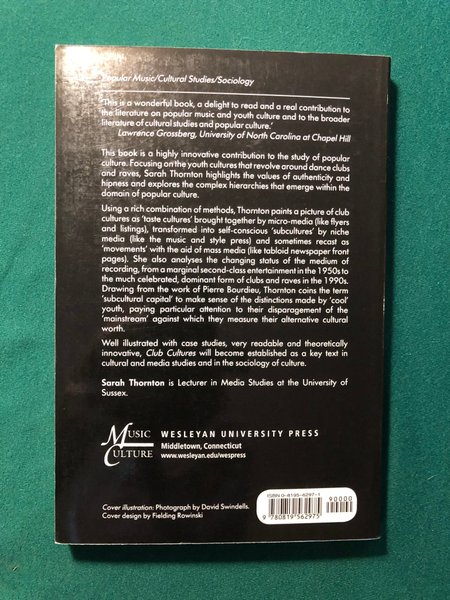 Popular Music/Cultural Studies/Sociology
'This is a wonderful book, a delight to read and a real contribution to
the literature on popular music and youth culture and to the broader
literature of cultural studies and popular culture.'
Lawrence Grossberg, University of North Carolina at Chapel Hill
This book is a highly innovative contribution to the study of popular
culture. Focusing on the youth cultures that revolve around dance clubs
and raves, Sarah Thornton highlights the values of authenticity and
hipness and explores the complex hierarchies that emerge within the
domain of popular culture.
Using a rich combination of methods, Thornton paints a picture of club
cultures as 'taste cultures' brought together by micro-media (like flyers
and listings), transformed into self-conscious 'subcultures' by niche
media (like the music and style press) and sometimes recast as
'movements' with the aid of mass media (like tabloid newspaper front
pages). She also analyses the changing status of the medium of
recording, from a marginal second-class entertainment in the 1950s to
the much celebrated, dominant form of clubs and raves in the 1990s.
Drawing from the work of Pierre Bourdieu, Thornton coins the term
'subcultural capital' to make sense of the distinctions made by 'cool'
youth, paying particular attention to their disparagement of the
'mainstream' against which they measure their alternative cultural
worth.
Well illustrated with case studies, very readable and theoretically
innovative, Club Cultures will become established as a key text in
cultural and media studies and in the sociology of culture.
Sarah Thornton is Lecturer in Media Studies at the University of
Sussex.
MUSIC
CULTURE
WESLEYAN UNIVERSITY PRESS
Middletown, Connecticut
www.wesleyan.edu/wespress
ISBN 0-8195-6297-1
90000
9 780819 562975
Cover illustration: Photograph by David Swindells.
Cover design by Fielding Rowinski